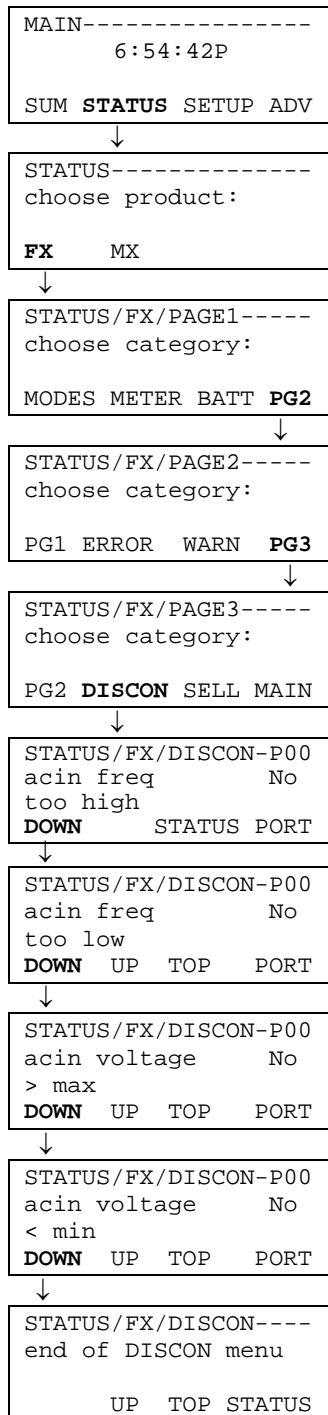 MAIN----------------
6:54:42P
SUM STATUS SETUP ADV
↓
STATUS--------------
choose product:
FX MX
↓
STATUS/FX/PAGE1-----
choose category:
MODES METER BATT PG2
↓
STATUS/FX/PAGE2-----
choose category:
PG1 ERROR WARN PG3
↓
STATUS/FX/PAGE3-----
choose category:
PG2 DISCON SELL MAIN
↓
STATUS/FX/DISCON-P00
acin freq No
too high
DOWN STATUS PORT
↓
STATUS/FX/DISCON-P00
acin freq No
too low
DOWN UP TOP PORT
↓
STATUS/FX/DISCON-P00
acin voltage No
> max
DOWN UP TOP PORT
↓
STATUS/FX/DISCON-P00
acin voltage No
< min
DOWN UP TOP PORT
↓
STATUS/FX/DISCON----
end of DISCON menu
UP TOP STATUS